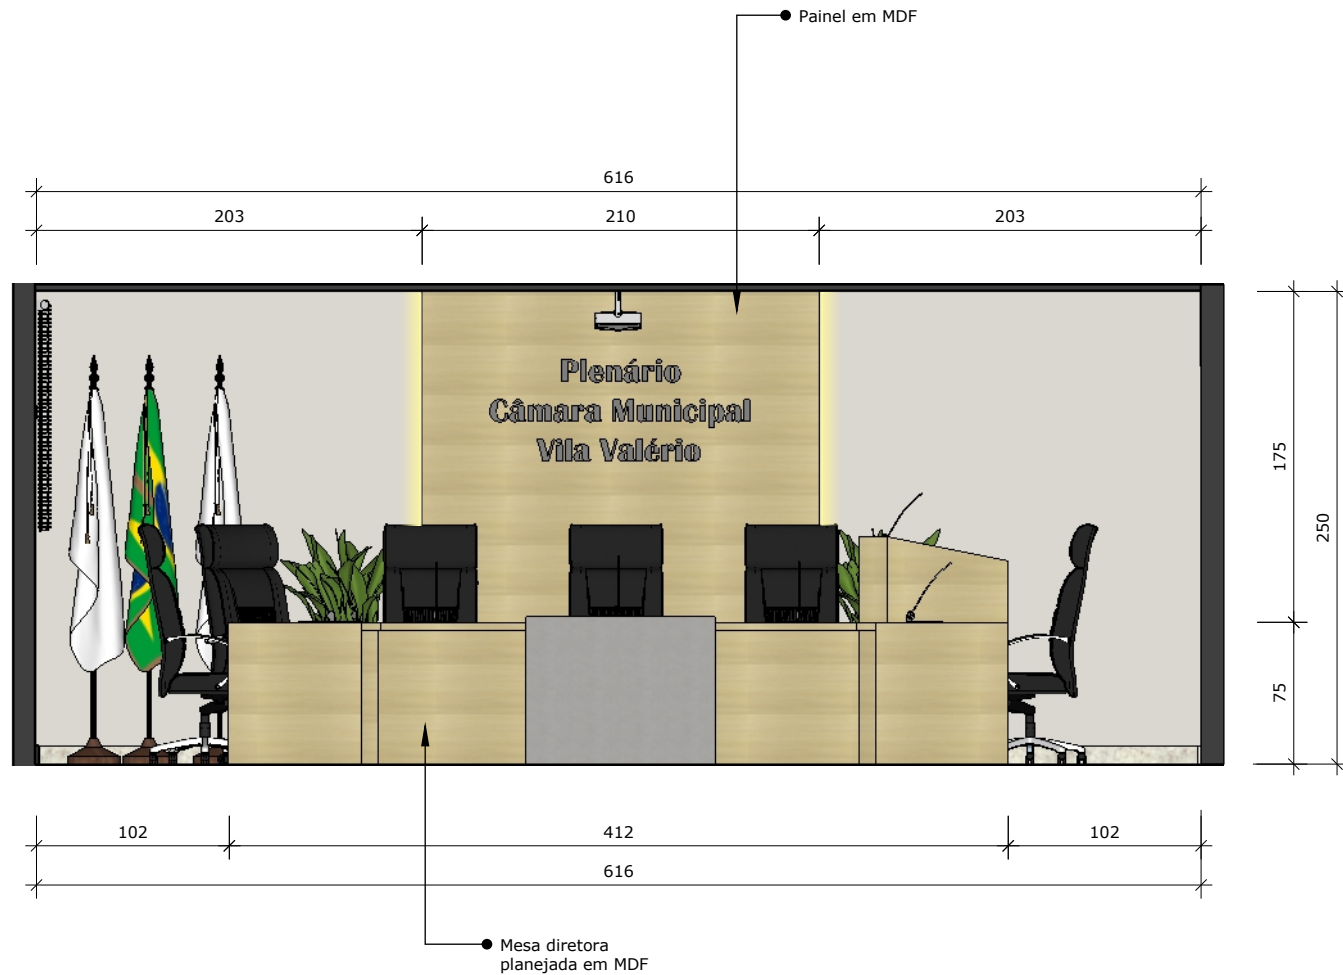 Painel em MDF
616
203
210
203
Plenário
Câmara Municipal
Vila Valério
175
250
75
102
412
102
616
Mesa diretora
planejada em MDF